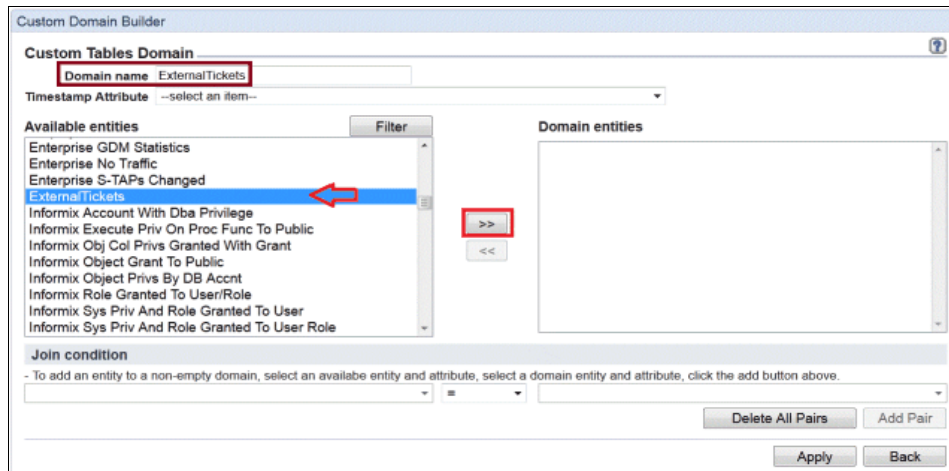 Custom Domain Builder
Custom Tables Domain
?
Domain name ExternalTickets
Timestamp Attribute --select an item--
Available entities Filter Domain entities
Enterprise GDM Statistics
Enterprise No Traffic
Enterprise S-TAPs Changed
ExternalTickets
Informix Account With Dba Privilege
>>
Informix Execute Priv On Proc Func To Public
Informix Obj Col Privs Granted With Grant
<<
Informix Object Grant To Public
Informix Object Privs By DB Accnt
Informix Role Granted To User/Role
Informix Sys Priv And Role Granted To User
Informix Sys Priv And Role Granted To User Role
Join condition
- To add an entity to a non-empty domain, select an availabe entity and attribute, select a domain entity and attribute, click the add button above.
=
Delete All Pairs Add Pair
Apply Back